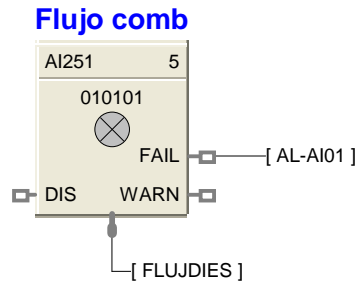 Flujo comb
AI251 5
010101
FAIL [ AL-AI01 ]
DIS WARN
[ FLUJDIES ]